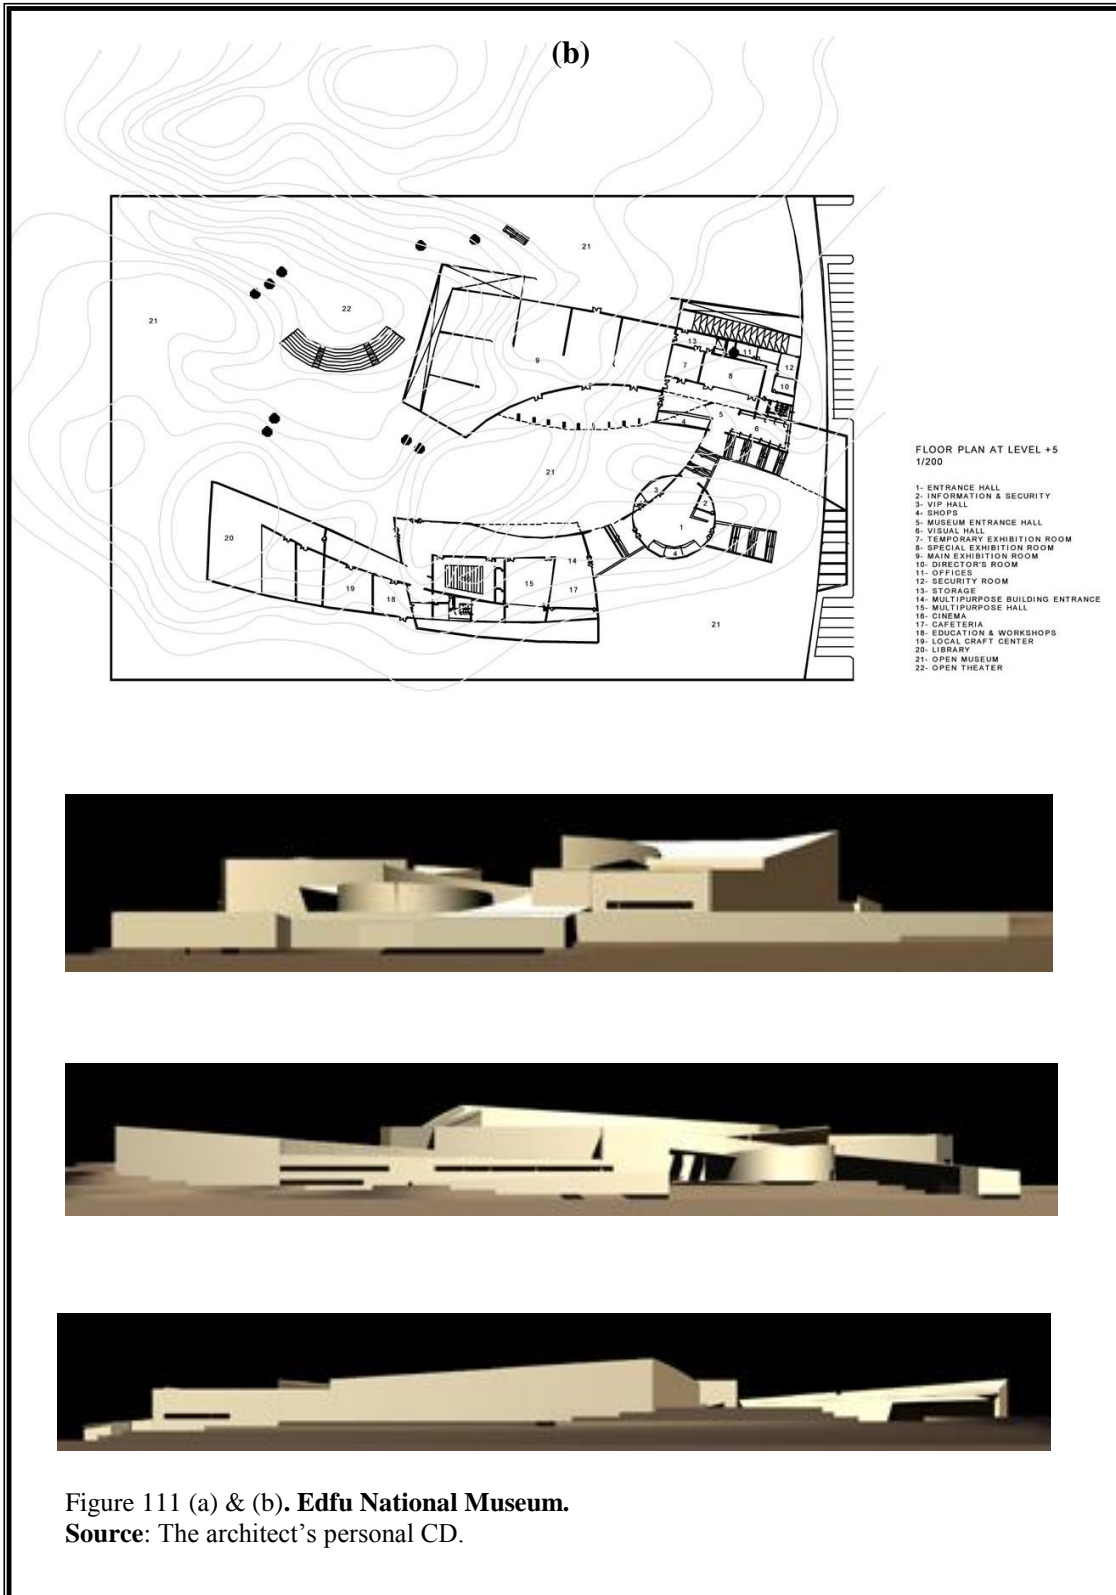 (b)
21
22
21
9
13
11
7
8
12
10
5
6
4
21
3
2
1
4
20
14
15
17
19
18
21
FLOOR PLAN AT LEVEL +5
1/200
1- ENTRANCE HALL
2- INFORMATION & SECURITY
3- VIP HALL
4- SHOPS
5- MUSEUM ENTRANCE HALL
6- VISUAL HALL
7- TEMPORARY EXHIBITION ROOM
8- SPECIAL EXHIBITION ROOM
9- MAIN EXHIBITION ROOM
10- DIRECTOR'S ROOM
11- OFFICES
12- SECURITY ROOM
13- STORAGE
14- MULTIPURPOSE BUILDING ENTRANCE
15- MULTIPURPOSE HALL
16- CINEMA
17- CAFETERIA
18- EDUCATION & WORKSHOPS
19- LOCAL CRAFT CENTER
20- LIBRARY
21- OPEN MUSEUM
22- OPEN THEATER
Figure 111 (a) & (b). Edfu National Museum.
Source: The architect's personal CD.